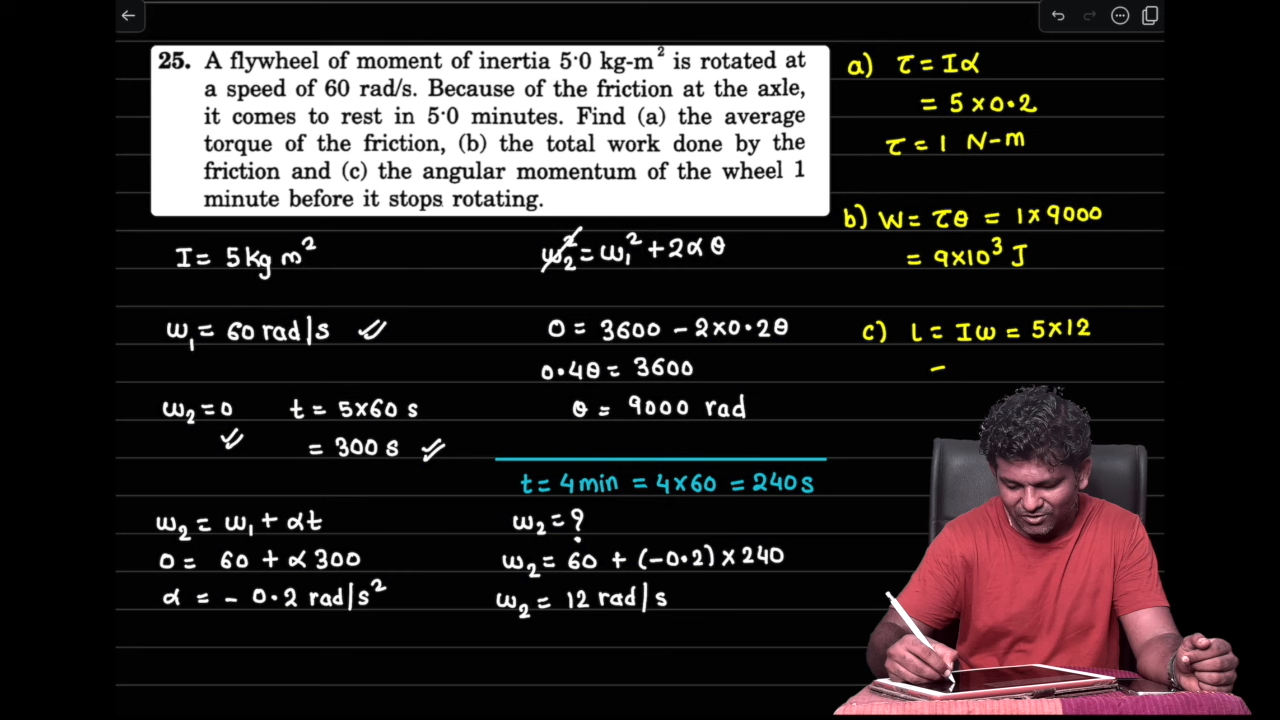 25. A flywheel of moment of inertia 5·0 kg-m² is rotated at
a speed of 60 rad/s. Because of the friction at the axle,
it comes to rest in 5·0 minutes. Find (a) the average
torque of the friction, (b) the total work done by the
friction and (c) the angular momentum of the wheel 1
minute before it stops rotating.
I = 5 kg m²
ω₁ = 60 rad/s
ω₂ = 0 t = 5×60 s
= 300 s
ω₂ = ω₁ + αt
0 = 60 + α 300
α = - 0.2 rad/s²
ω₂² = ω₁² + 2αθ
0 = 3600 - 2×0.2θ
0.4θ = 3600
θ = 9000 rad
t = 4 min = 4×60 = 240 s
ω₂ = ?
ω₂ = 60 + (-0.2) × 240
ω₂ = 12 rad/s
a) τ = Iα
= 5 × 0.2
τ = 1 N-m
b) W = τθ = 1 × 9000
= 9×10³ J
c) L = Iω = 5×12